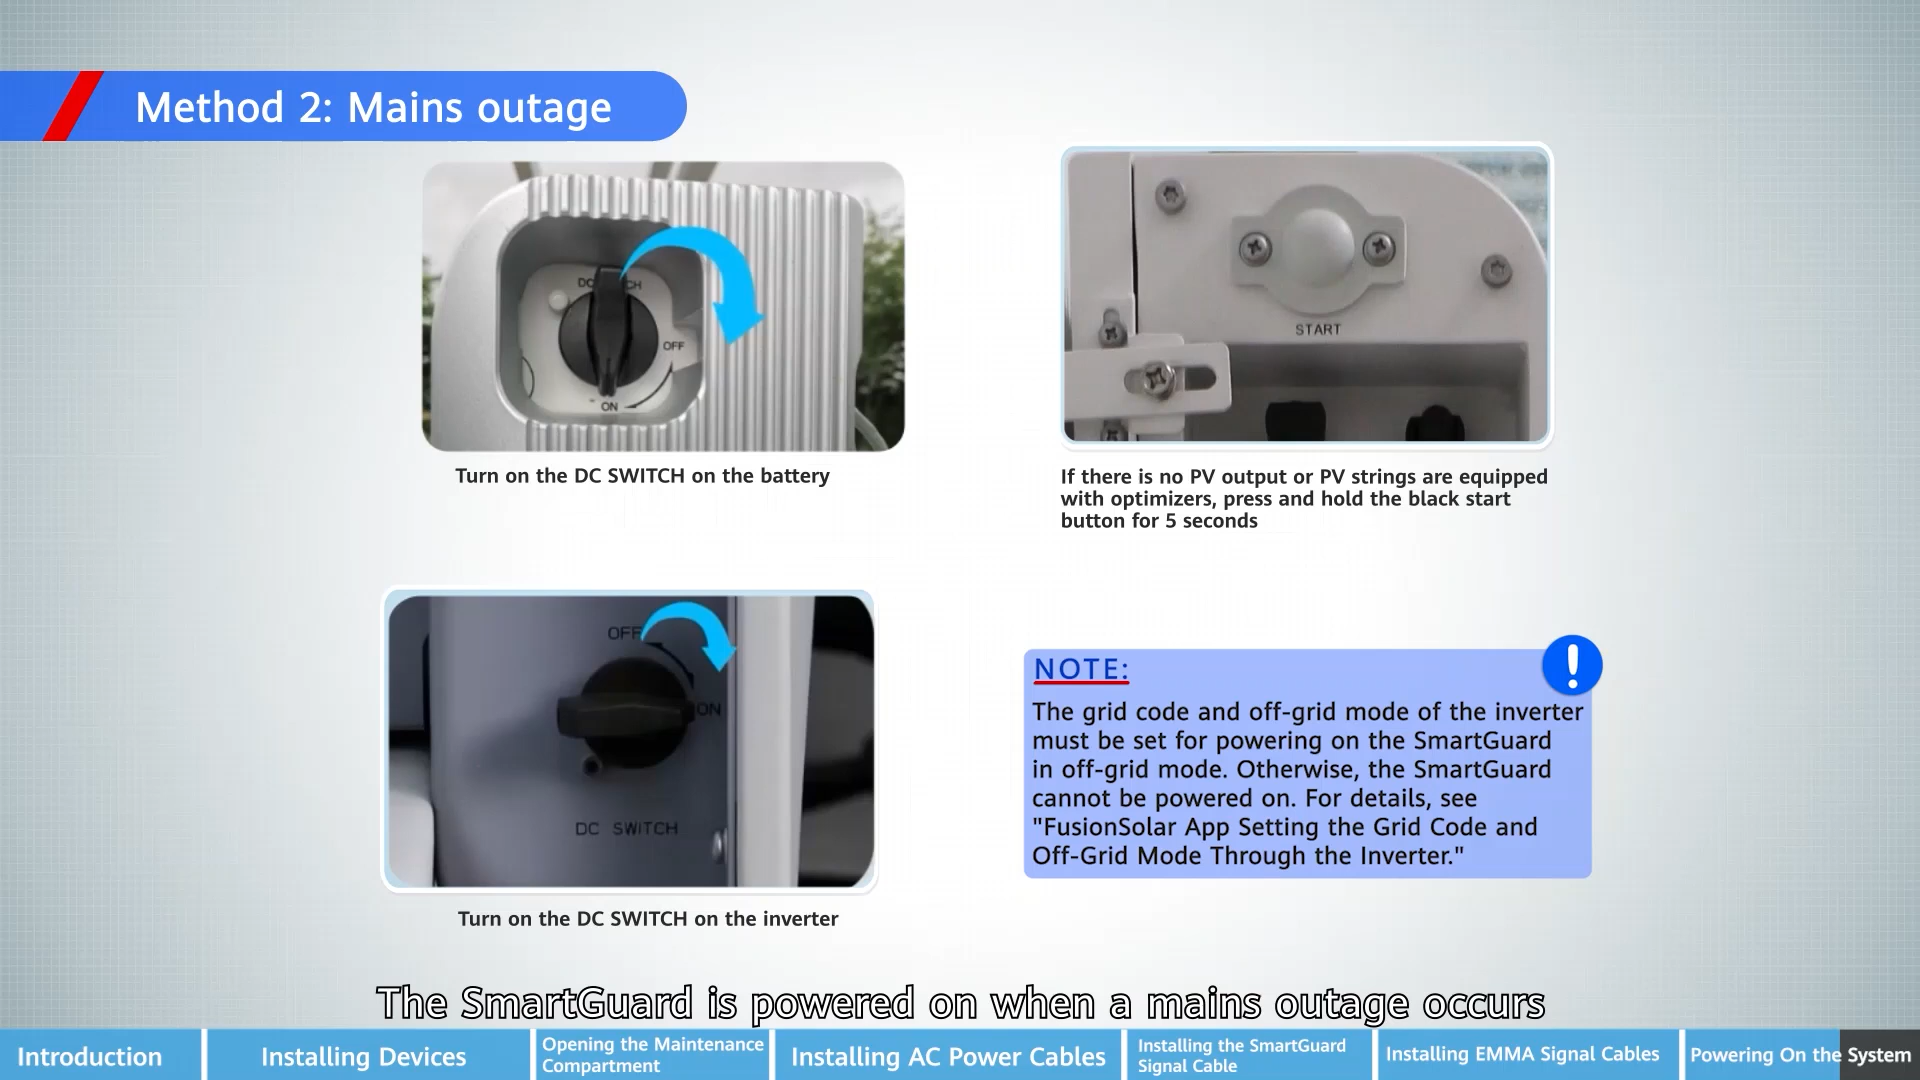 Method 2: Mains outage
OFF
ON
Turn on the DC SWITCH on the battery
START
If there is no PV output or PV strings are equipped
with optimizers, press and hold the black start
button for 5 seconds
OFF
ON
DC SWITCH
Turn on the DC SWITCH on the inverter
NOTE:
The grid code and off-grid mode of the inverter
must be set for powering on the SmartGuard
in off-grid mode. Otherwise, the SmartGuard
cannot be powered on. For details, see
"FusionSolar App Setting the Grid Code and
Off-Grid Mode Through the Inverter."
The SmartGuard is powered on when a mains outage occurs
Introduction
Installing Devices
Opening the Maintenance
Compartment
Installing AC Power Cables
Installing the SmartGuard
Signal Cable
Installing EMMA Signal Cables
Powering On the System